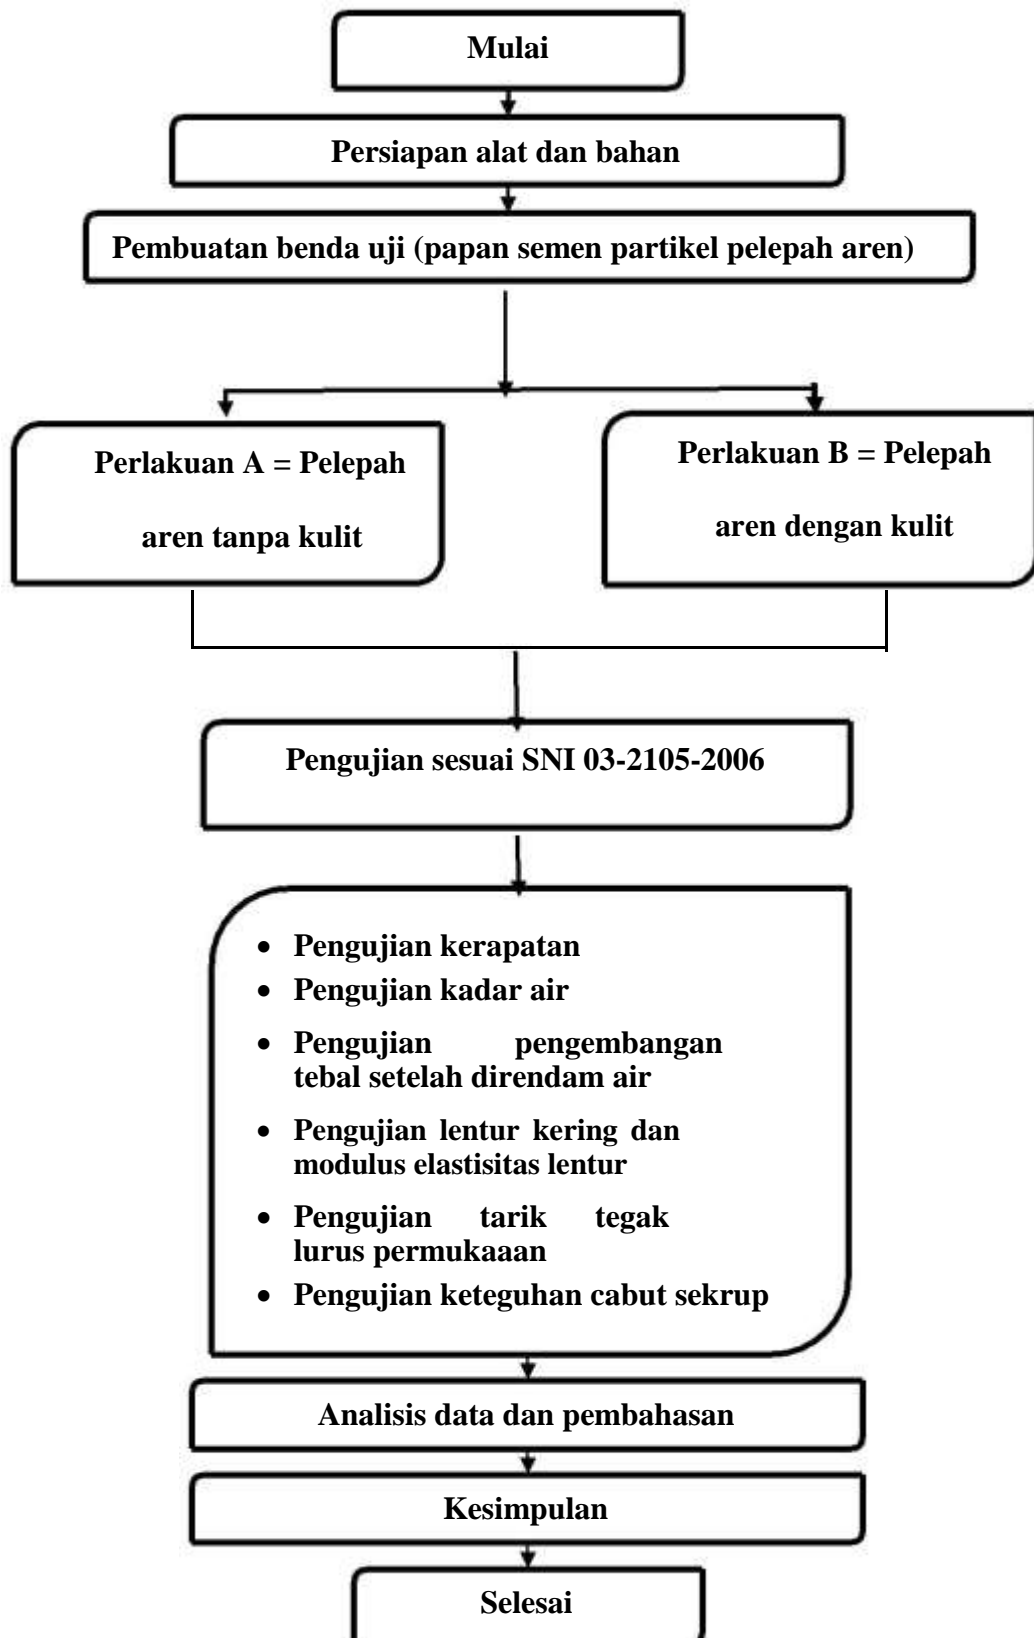 Mulai
Persiapan alat dan bahan
Pembuatan benda uji (papan semen partikel pelepah aren)
Perlakuan A = Pelepah
aren tanpa kulit
Perlakuan B = Pelepah
aren dengan kulit
Pengujian sesuai SNI 03-2105-2006
• Pengujian kerapatan
• Pengujian kadar air
• Pengujian pengembangan
tebal setelah direndam air
• Pengujian lentur kering dan
modulus elastisitas lentur
• Pengujian tarik tegak
lurus permukaaan
• Pengujian keteguhan cabut sekrup
Analisis data dan pembahasan
Kesimpulan
Selesai